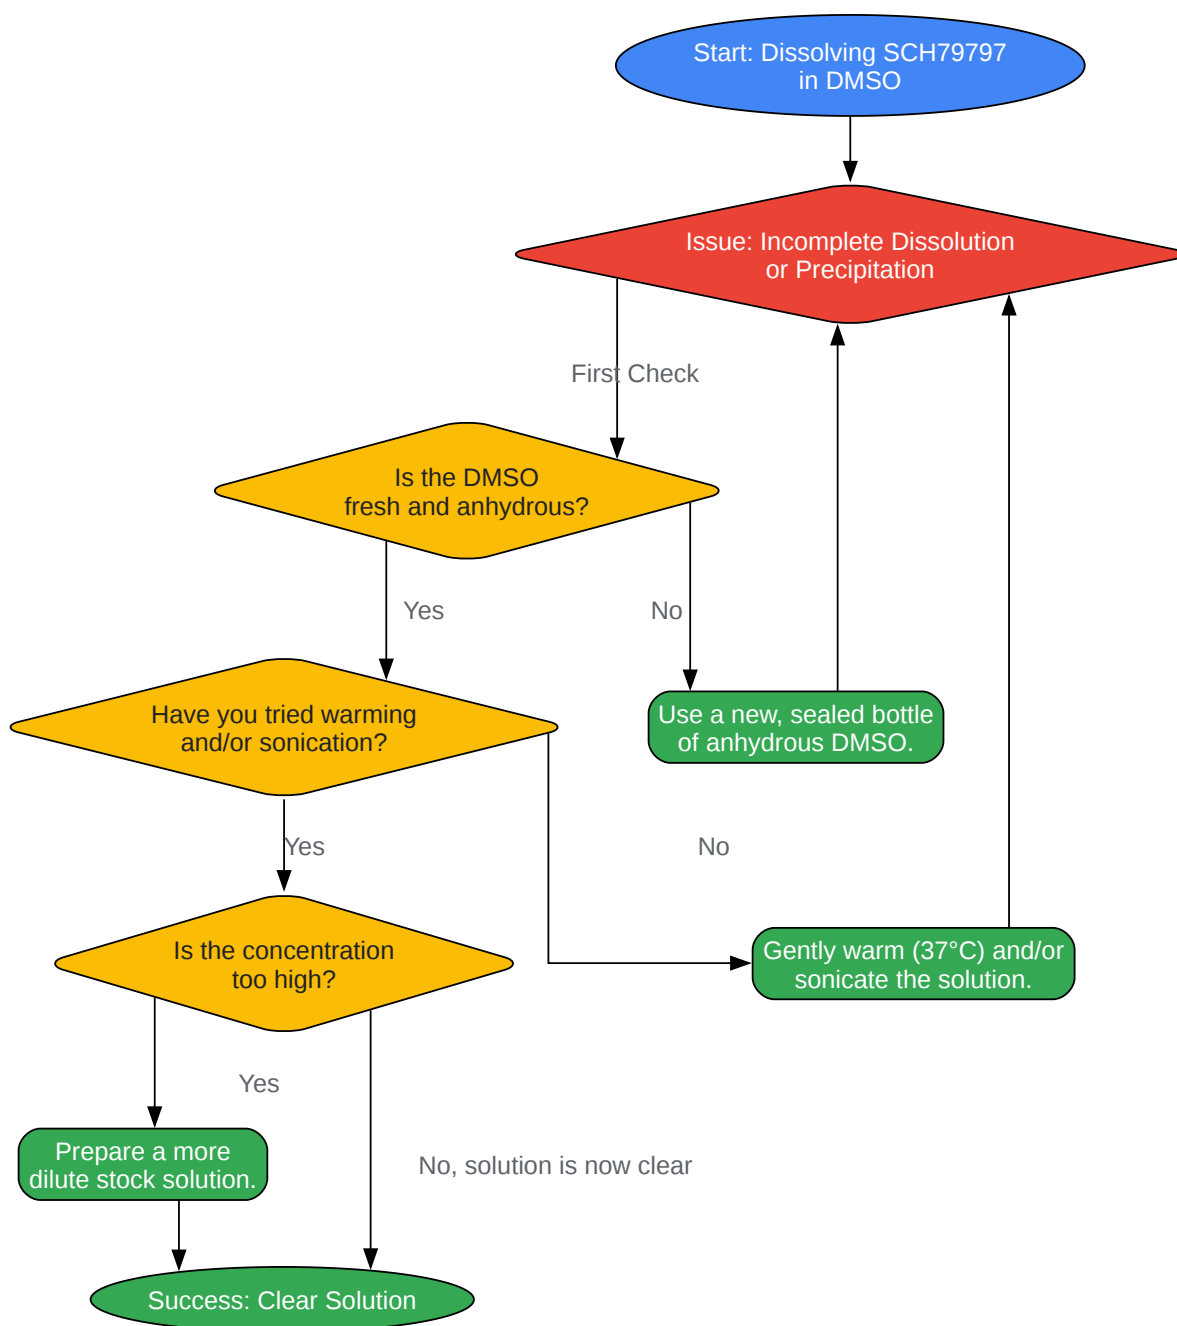 Start: Dissolving SCH79797
in DMSO
Issue: Incomplete Dissolution
or Precipitation
First Check
Is the DMSO
fresh and anhydrous?
Yes
No
Have you tried warming
and/or sonication?
Use a new, sealed bottle
of anhydrous DMSO.
Yes
No
Is the concentration
too high?
Gently warm (37°C) and/or
sonicate the solution.
Yes
Prepare a more
dilute stock solution.
No, solution is now clear
Success: Clear Solution